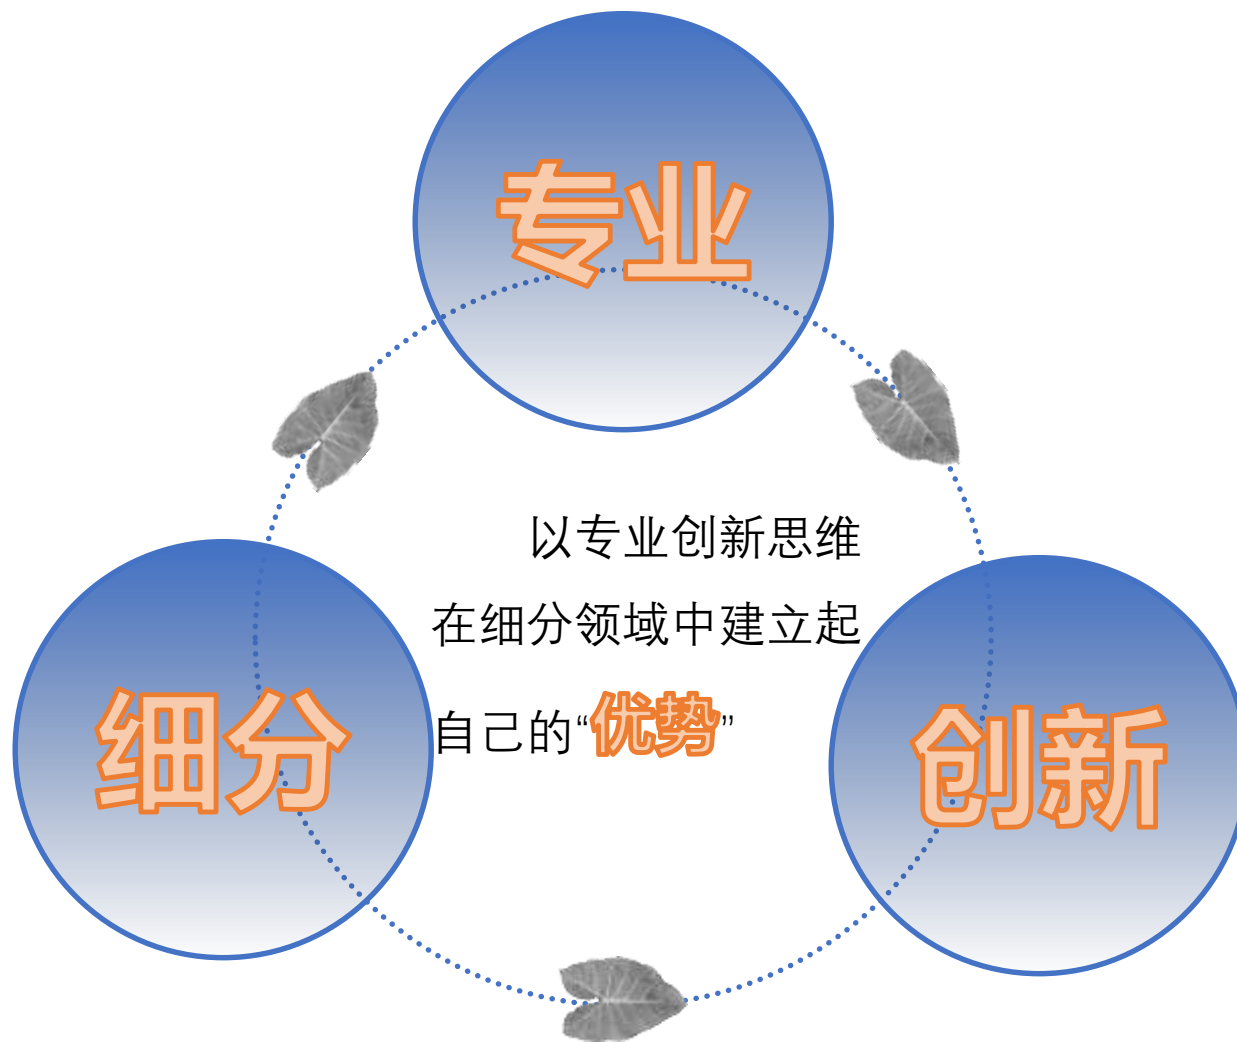 专业
以专业创新思维
在细分领域中建立起
自己的“优势”
细分
创新